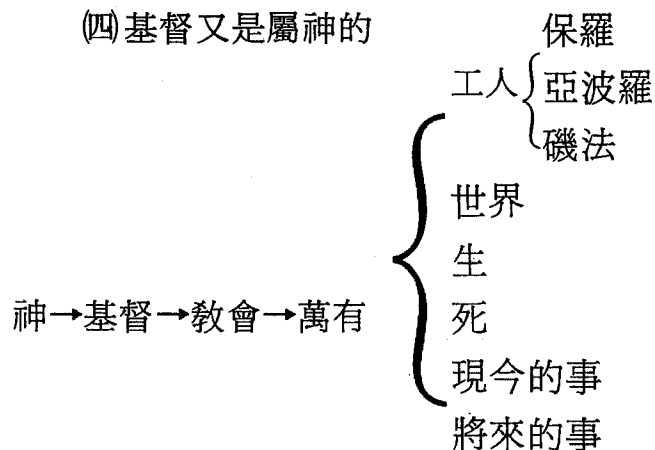 ㈣基督又是屬神的
保羅
工人
亞波羅
磯法
世界
生
神→基督→教會→萬有
死
現今的事
將來的事